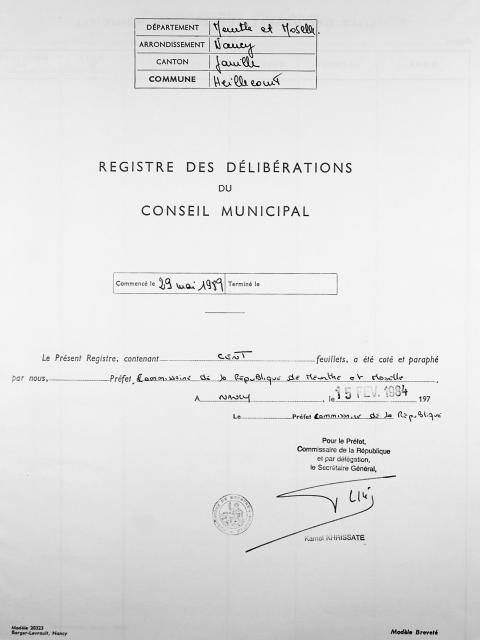 DÉPARTEMENT Meurthe et Moselle.
ARRONDISSEMENT Nancy
CANTON Jarville
COMMUNE Heillecourt
REGISTRE DES DÉLIBÉRATIONS
DU
CONSEIL MUNICIPAL
Commencé le 29 mai 1989 Terminé le
Le Présent Registre, contenant CENT feuillets, a été coté et paraphé
par nous, Préfet Commissaire de la République de Meurthe et Moselle,
A NANCY, le 15 FEV. 1984 197
Le Préfet Commissaire de la République
Pour le Préfet,
Commissaire de la République
et par délégation,
le Secrétaire Général,
Kamel KHRISSATE
Modèle 20323
Berger-Levrault, Nancy
Modèle Breveté